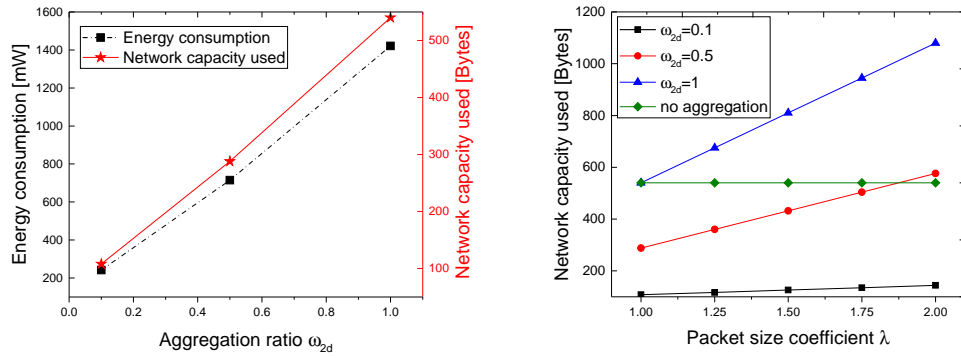 Energy consumption
Network capacity used
Energy consumption [mW]
1600
1400
1200
1000
800
600
400
200
0.0 0.2 0.4 0.6 0.8 1.0
Aggregation ratio ω2d
500
400
300
200
100
Network capacity used [Bytes]
ω2d=0.1
ω2d=0.5
ω2d=1
no aggregation
Network capacity used [Bytes]
1200
1000
800
600
400
200
1.00 1.25 1.50 1.75 2.00
Packet size coefficient λ